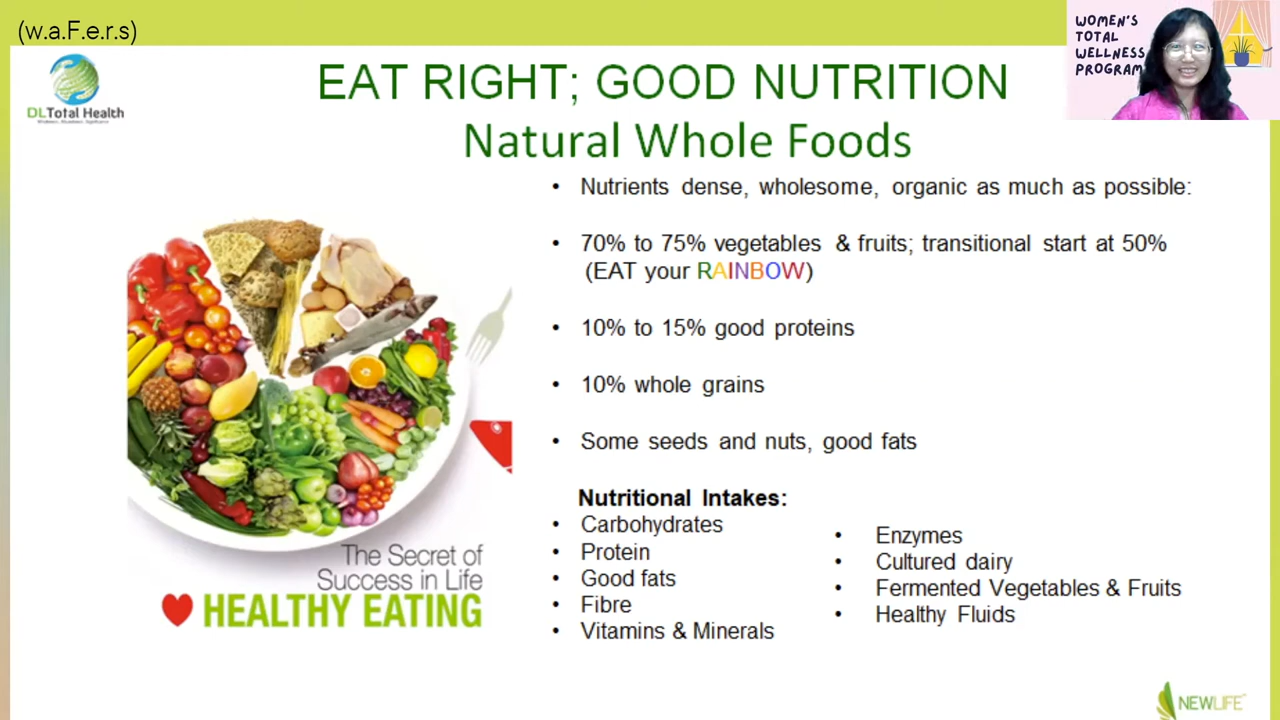 (w.a.F.e.r.s)
WOMEN'S
TOTAL
WELLNESS
PROGRAM
DLTotal Health
EAT RIGHT; GOOD NUTRITION
Natural Whole Foods
• Nutrients dense, wholesome, organic as much as possible:
• 70% to 75% vegetables & fruits; transitional start at 50%
(EAT your RAINBOW)
• 10% to 15% good proteins
• 10% whole grains
• Some seeds and nuts, good fats
The Secret of
Success in Life
HEALTHY EATING
Nutritional Intakes:
• Carbohydrates
• Protein
• Good fats
• Fibre
• Vitamins & Minerals
• Enzymes
• Cultured dairy
• Fermented Vegetables & Fruits
• Healthy Fluids
NEWLIFE